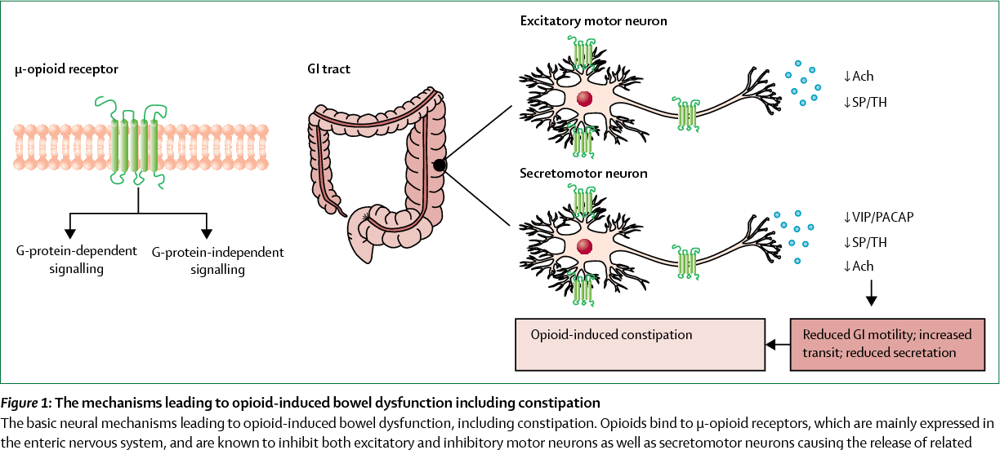 Excitatory motor neuron
μ-opioid receptor
GI tract
↓Ach
↓SP/TH
Secretomotor neuron
↓VIP/PACAP
↓SP/TH
↓Ach
G-protein-dependent
signalling
G-protein-independent
signalling
Opioid-induced constipation
Reduced GI motility; increased
transit; reduced secretation
Figure 1: The mechanisms leading to opioid-induced bowel dysfunction including constipation
The basic neural mechanisms leading to opioid-induced bowel dysfunction, including constipation. Opioids bind to μ-opioid receptors, which are mainly expressed in
the enteric nervous system, and are known to inhibit both excitatory and inhibitory motor neurons as well as secretomotor neurons causing the release of related